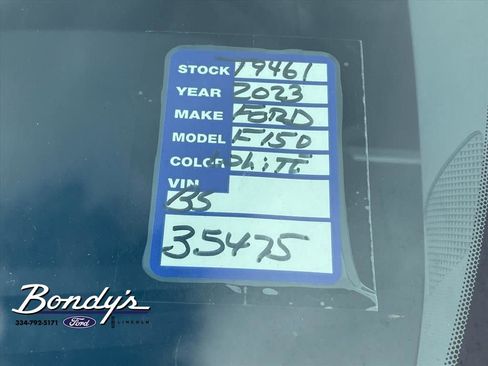 STOCK 19461
YEAR 2023
MAKE FORD
MODEL F150
COLOR White
VIN
135
35475
Bondy's
334-792-5171 Ford LINCOLN